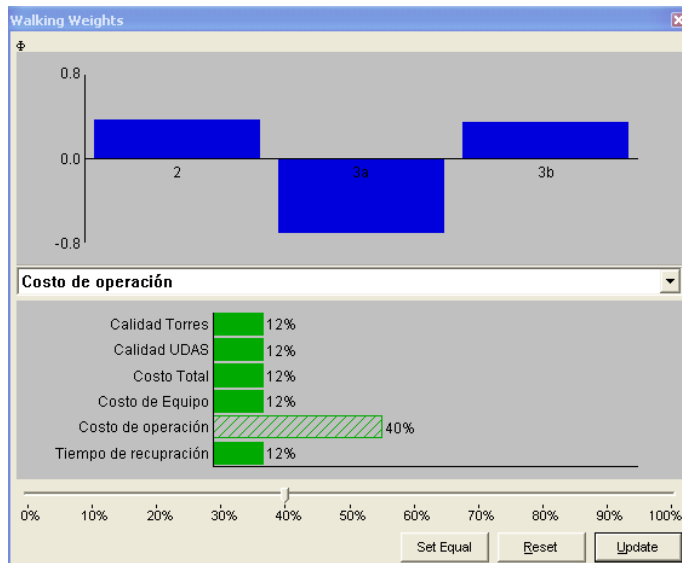 Walking Weights
Φ
0.8
0.0
-0.8
2
3a
3b
Costo de operación
Calidad Torres 12%
Calidad UDAS 12%
Costo Total 12%
Costo de Equipo 12%
Costo de operación 40%
Tiempo de recupración 12%
0% 10% 20% 30% 40% 50% 60% 70% 80% 90% 100%
Set Equal Reset Update